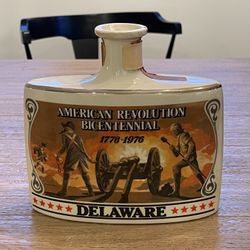 AMERICAN REVOLUTION
BICENTENNIAL
1776-1976
DELAWARE